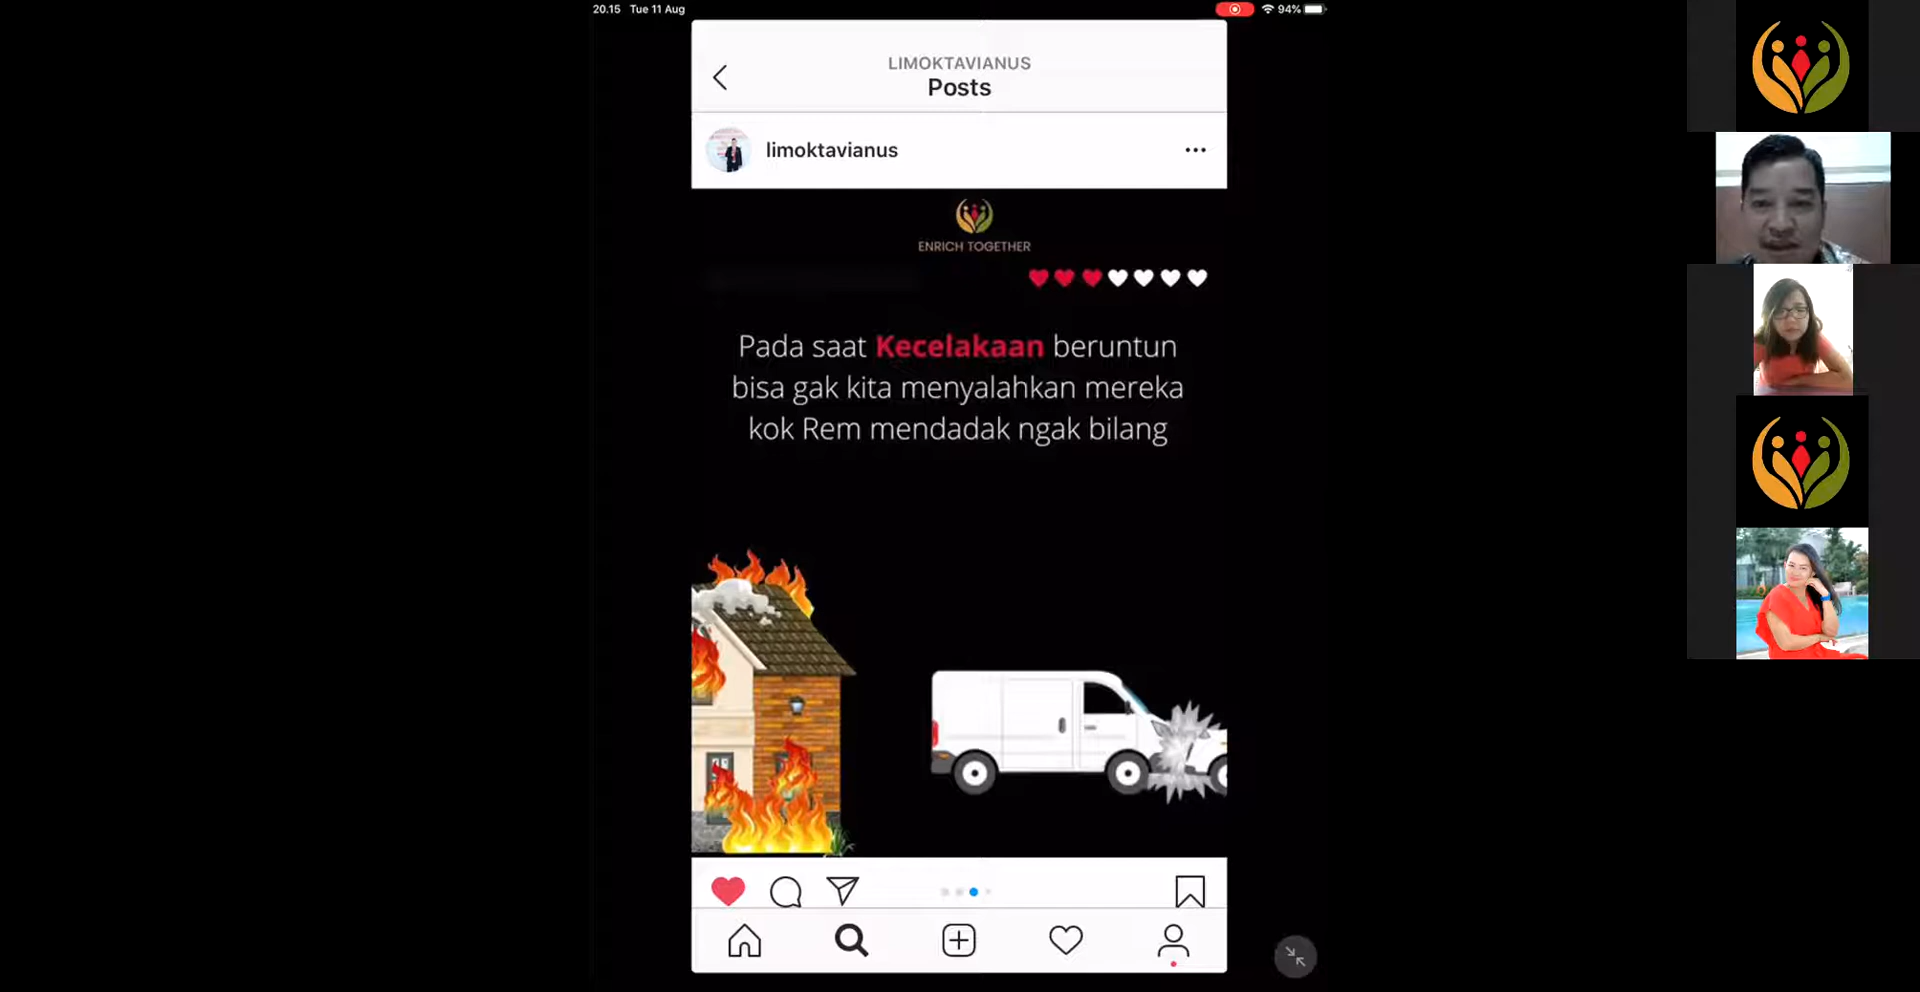 20.15 Tue 11 Aug
94%
LIMOKTAVIANUS
Posts
limoktavianus
ENRICH TOGETHER
Pada saat Kecelakaan beruntun
bisa gak kita menyalahkan mereka
kok Rem mendadak ngak bilang